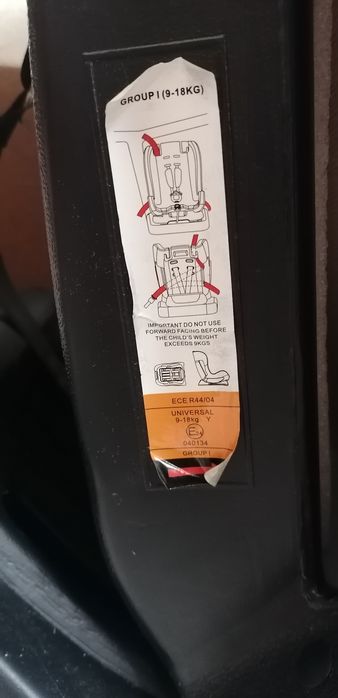 GROUP I (9-18KG)
IMPORTANT DO NOT USE
FORWARD FACING BEFORE
THE CHILD'S WEIGHT
EXCEEDS 9KGS
ECE R44/04
UNIVERSAL
9-18kg Y
E
040134
GROUP I